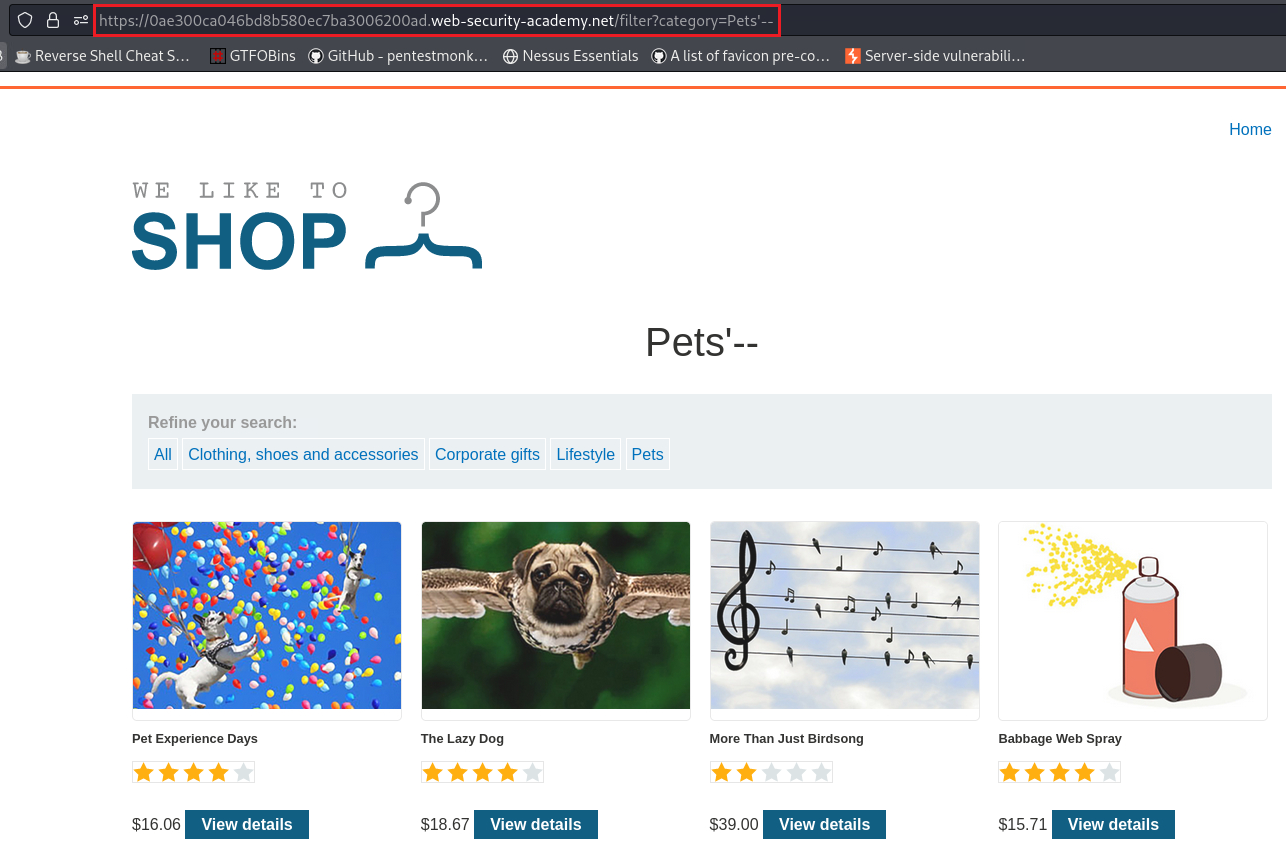 https://0ae300ca046bd8b580ec7ba3006200ad.web-security-academy.net/filter?category=Pets'--
Reverse Shell Cheat S… GTFOBins GitHub - pentestmonk… Nessus Essentials A list of favicon pre-co… Server-side vulnerabili…
Home
WE LIKE TO
SHOP
Pets'--
Refine your search:
All Clothing, shoes and accessories Corporate gifts Lifestyle Pets
Pet Experience Days The Lazy Dog More Than Just Birdsong Babbage Web Spray
$16.06 View details $18.67 View details $39.00 View details $15.71 View details